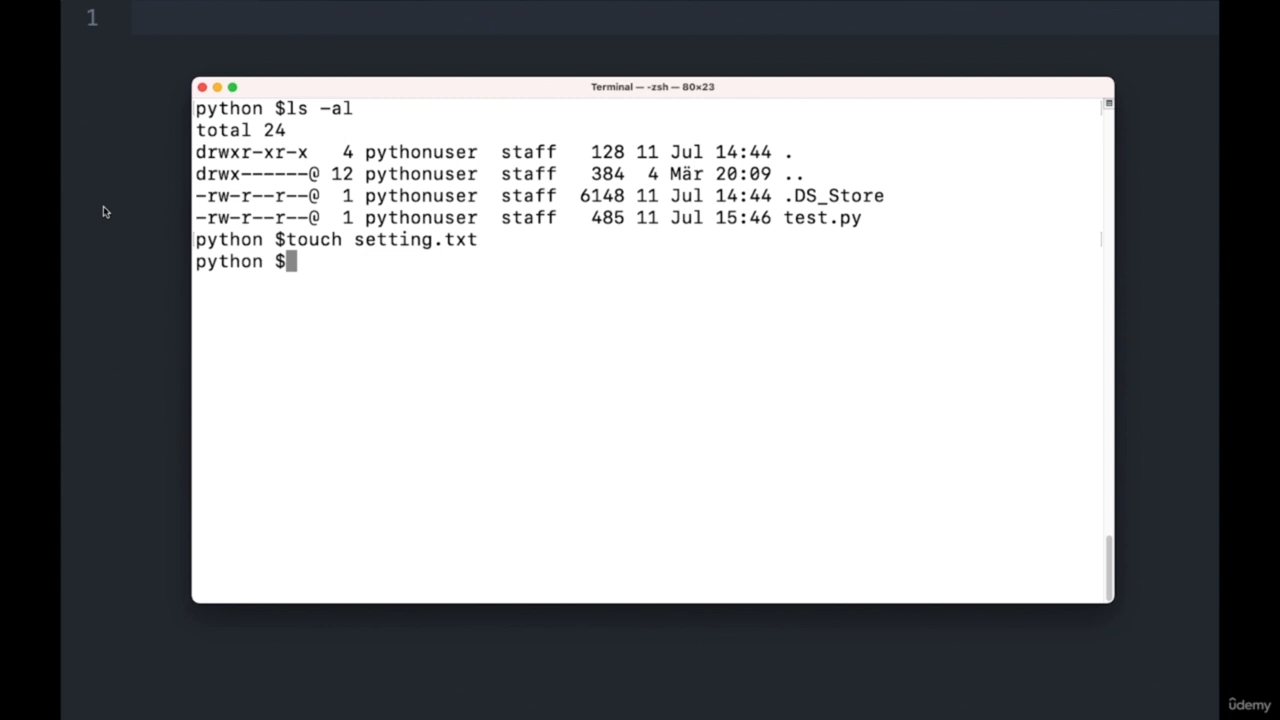 1
Terminal — -zsh — 80×23
python $ls -al
total 24
drwxr-xr-x   4 pythonuser  staff   128 11 Jul 14:44 .
drwx------@ 12 pythonuser  staff   384  4 Mär 20:09 ..
-rw-r--r--@  1 pythonuser  staff  6148 11 Jul 14:44 .DS_Store
-rw-r--r--@  1 pythonuser  staff   485 11 Jul 15:46 test.py
python $touch setting.txt
python $
ûdemy